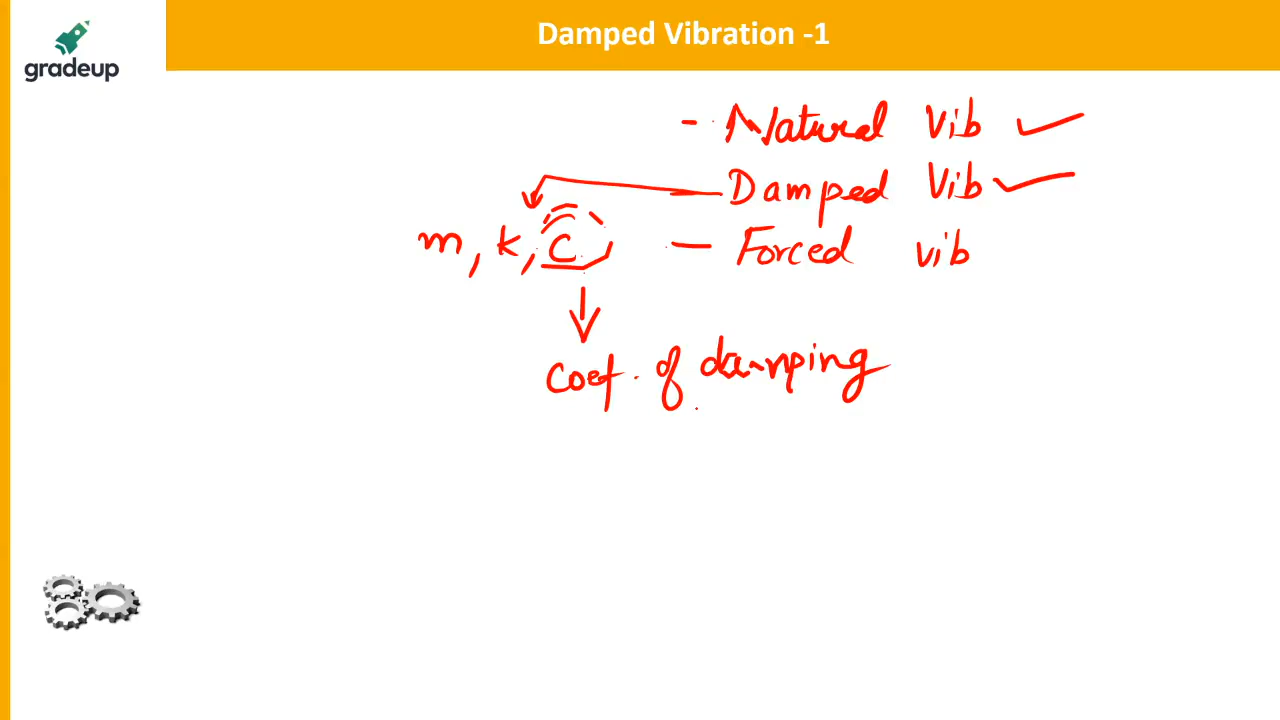 Damped Vibration -1
gradeup
- Natural Vib ✓
Damped Vib ✓
m, k, C
- Forced vib
coef. of damping